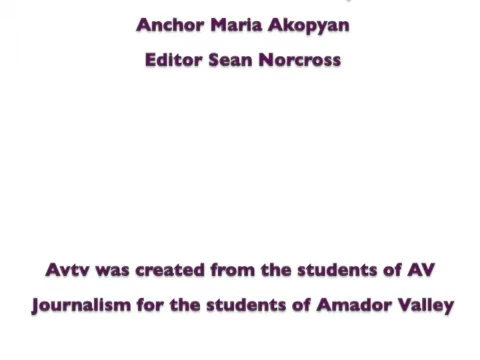 Anchor Maria Akopyan
Editor Sean Norcross
Avtv was created from the students of AV
Journalism for the students of Amador Valley